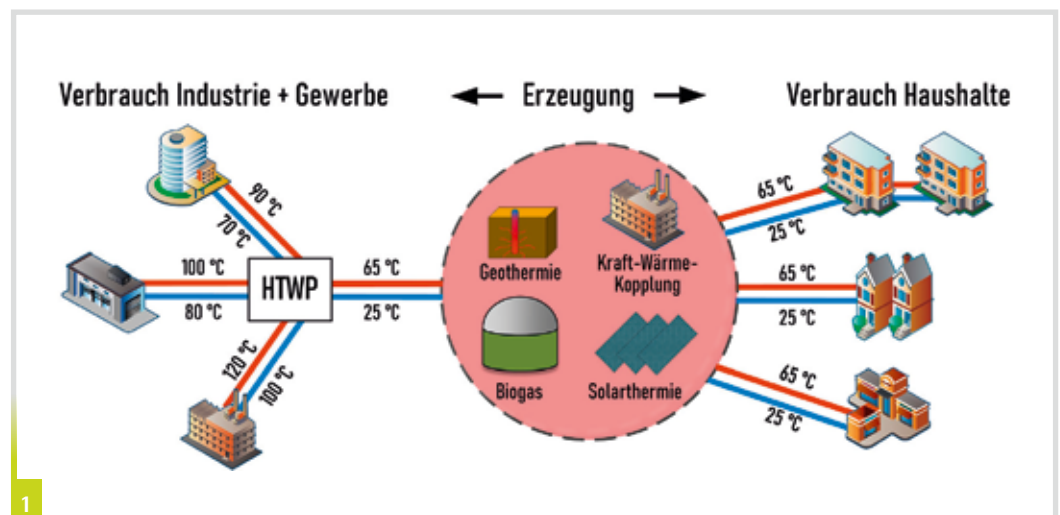 Verbrauch Industrie + Gewerbe
Erzeugung
Verbrauch Haushalte
90 °C
70 °C
100 °C
80 °C
HTWP
65 °C
25 °C
120 °C
100 °C
Geothermie
Kraft-Wärme-
Kopplung
Biogas
Solarthermie
65 °C
25 °C
65 °C
25 °C
65 °C
25 °C
1